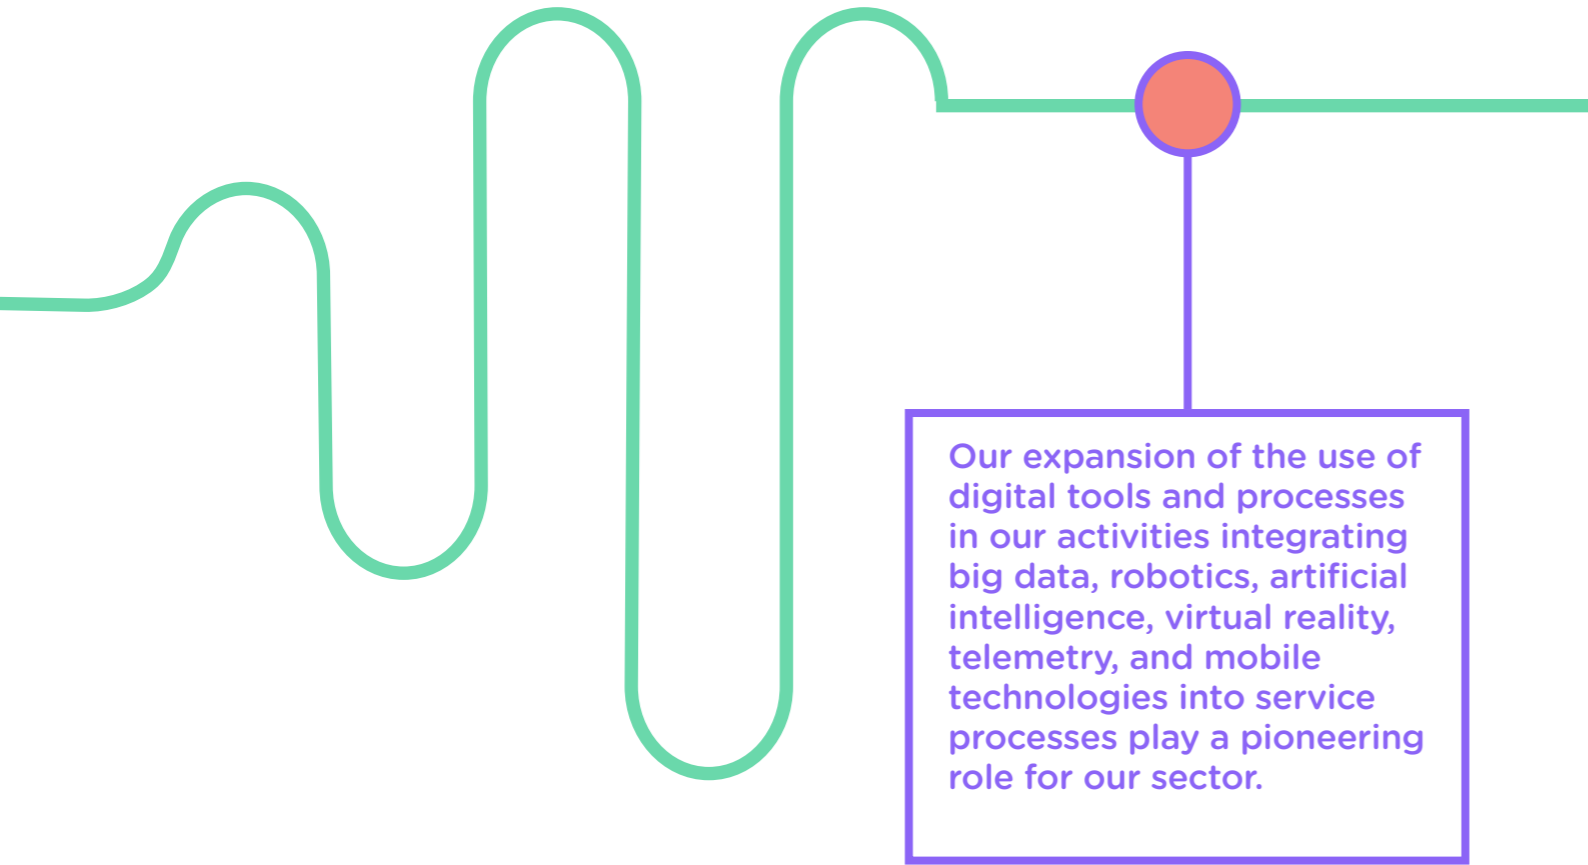 Our expansion of the use of
digital tools and processes
in our activities integrating
big data, robotics, artificial
intelligence, virtual reality,
telemetry, and mobile
technologies into service
processes play a pioneering
role for our sector.